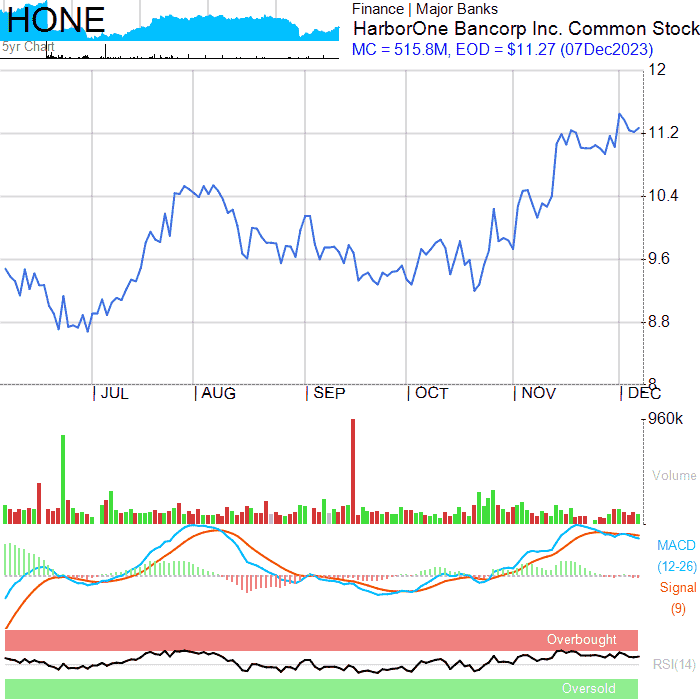 HONE
5yr Chart
Finance | Major Banks
HarborOne Bancorp Inc. Common Stock
MC = 515.8M, EOD = $11.27 (07Dec2023)
12
11.2
10.4
9.6
8.8
8
JUL AUG SEP OCT NOV DEC
960k
Volume
MACD
(12-26)
Signal
(9)
Overbought
RSI(14)
Oversold